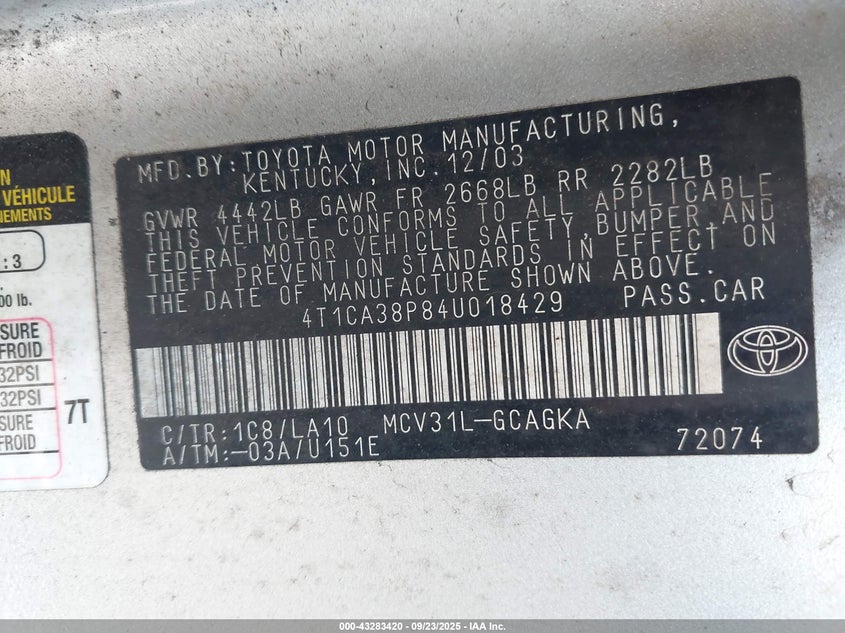 N
VÉHICULE
NEMENTS
:3
00 lb.
SURE
FROID
32PSI
32PSI
SURE
FROID
7T
MFD.BY:TOYOTA MOTOR MANUFACTURING,
KENTUCKY,INC.12/03
GVWR 4442LB GAWR FR 2668LB RR 2282LB
THIS VEHICLE CONFORMS TO ALL APPLICABLE
FEDERAL MOTOR VEHICLE SAFETY,BUMPER,AND
THEFT PREVENTION STANDARDS IN EFFECT ON
THE DATE OF MANUFACTURE SHOWN ABOVE.
4T1CA38P84U018429 PASS.CAR
C/TR:1C8/LA10 MCV31L-GCAGKA
A/TM:-03A/U151E 72074
000-43283420 - 09/23/2025 - IAA Inc.